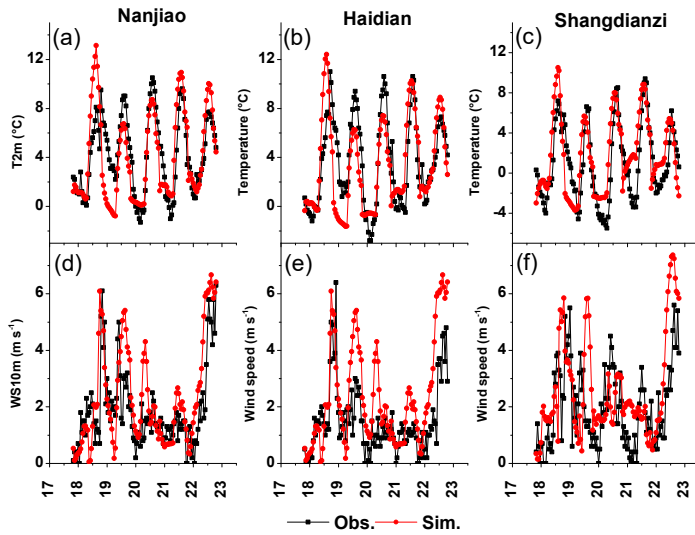 Nanjiao Haidian Shangdianzi
(a) (b) (c)
T2m (°C) Temperature (°C) Temperature (°C)
12 12 12
8 8 8
4 4 4
0 0 0
-4
(d) (e) (f)
WS10m (m s⁻¹) Wind speed (m s⁻¹) Wind speed (m s⁻¹)
6 6 6
4 4 4
2 2 2
0 0 0
17 18 19 20 21 22 23 17 18 19 20 21 22 23 17 18 19 20 21 22 23
Obs. Sim.